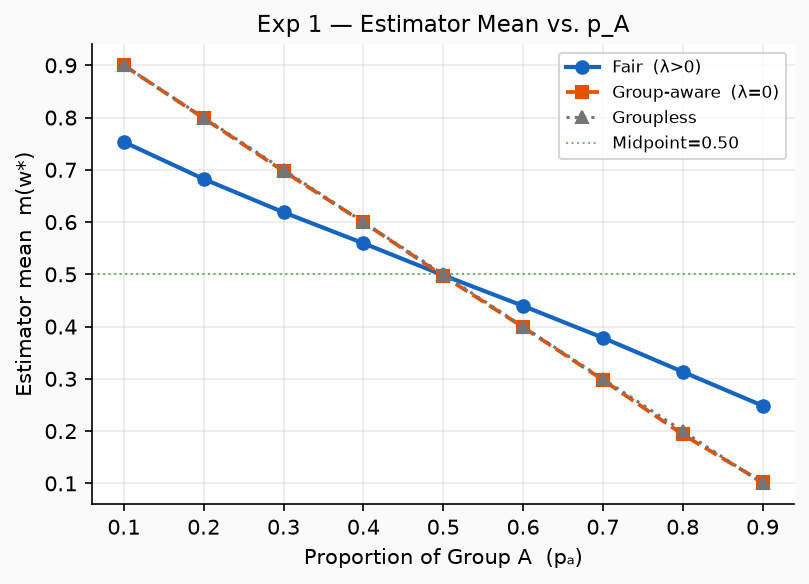 Exp 1 — Estimator Mean vs. p_A
Fair (λ>0)
Group-aware (λ=0)
Groupless
Midpoint=0.50
Estimator mean m(w*)
0.9
0.8
0.7
0.6
0.5
0.4
0.3
0.2
0.1
0.1 0.2 0.3 0.4 0.5 0.6 0.7 0.8 0.9
Proportion of Group A (pₐ)